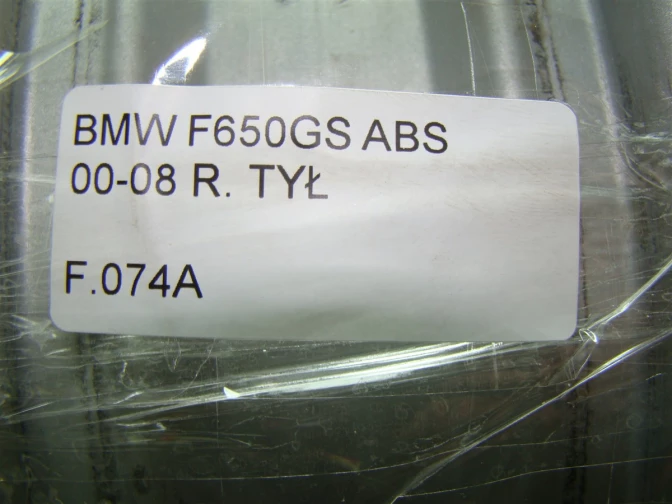 BMW F650GS ABS
00-08 R. TYŁ
F.074A